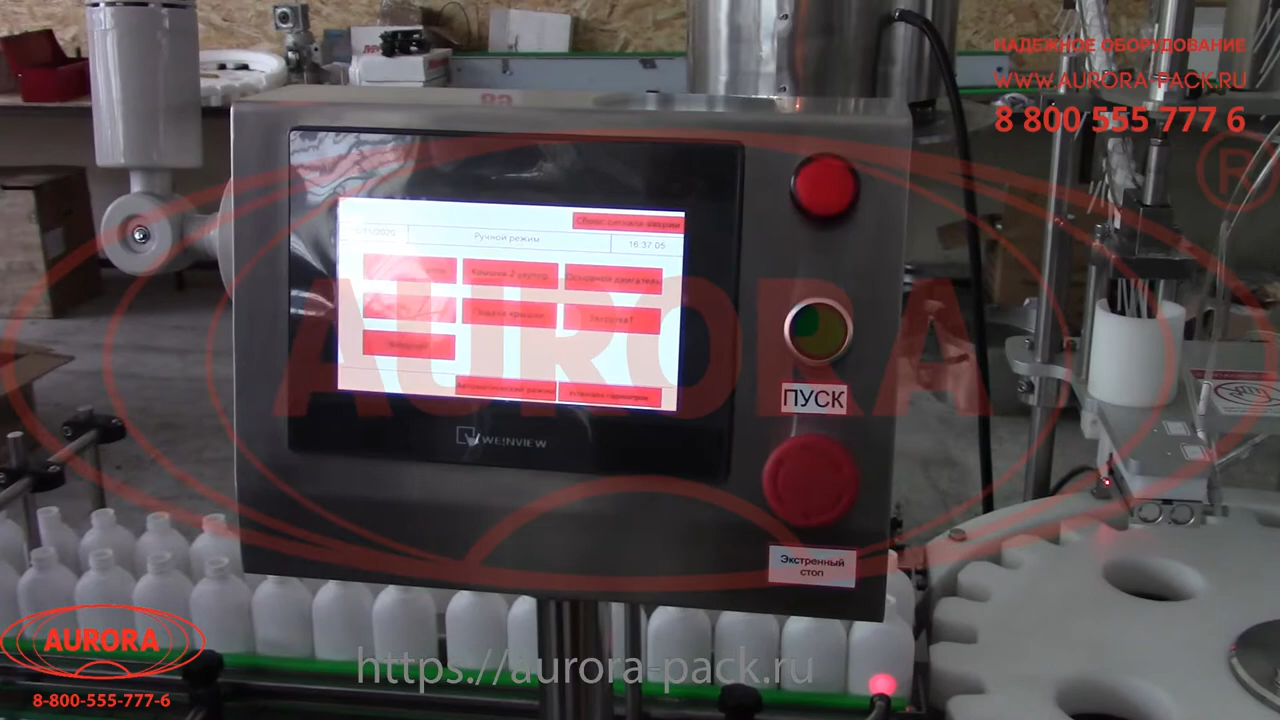 НАДЕЖНОЕ ОБОРУДОВАНИЕ
WWW.AURORA-PACK.RU
8 800 555 777 6
Сброс сигнала аварии
Ручной режим
16:37:05
Крышка 2 укупор.
Основной двигатель
Подача крышки
Загрузка1
Автоматический режим
Установка параметров
AURORA
®
WEINVIEW
ПУСК
Экстренный
стоп
AURORA
8-800-555-777-6
https://aurora-pack.ru